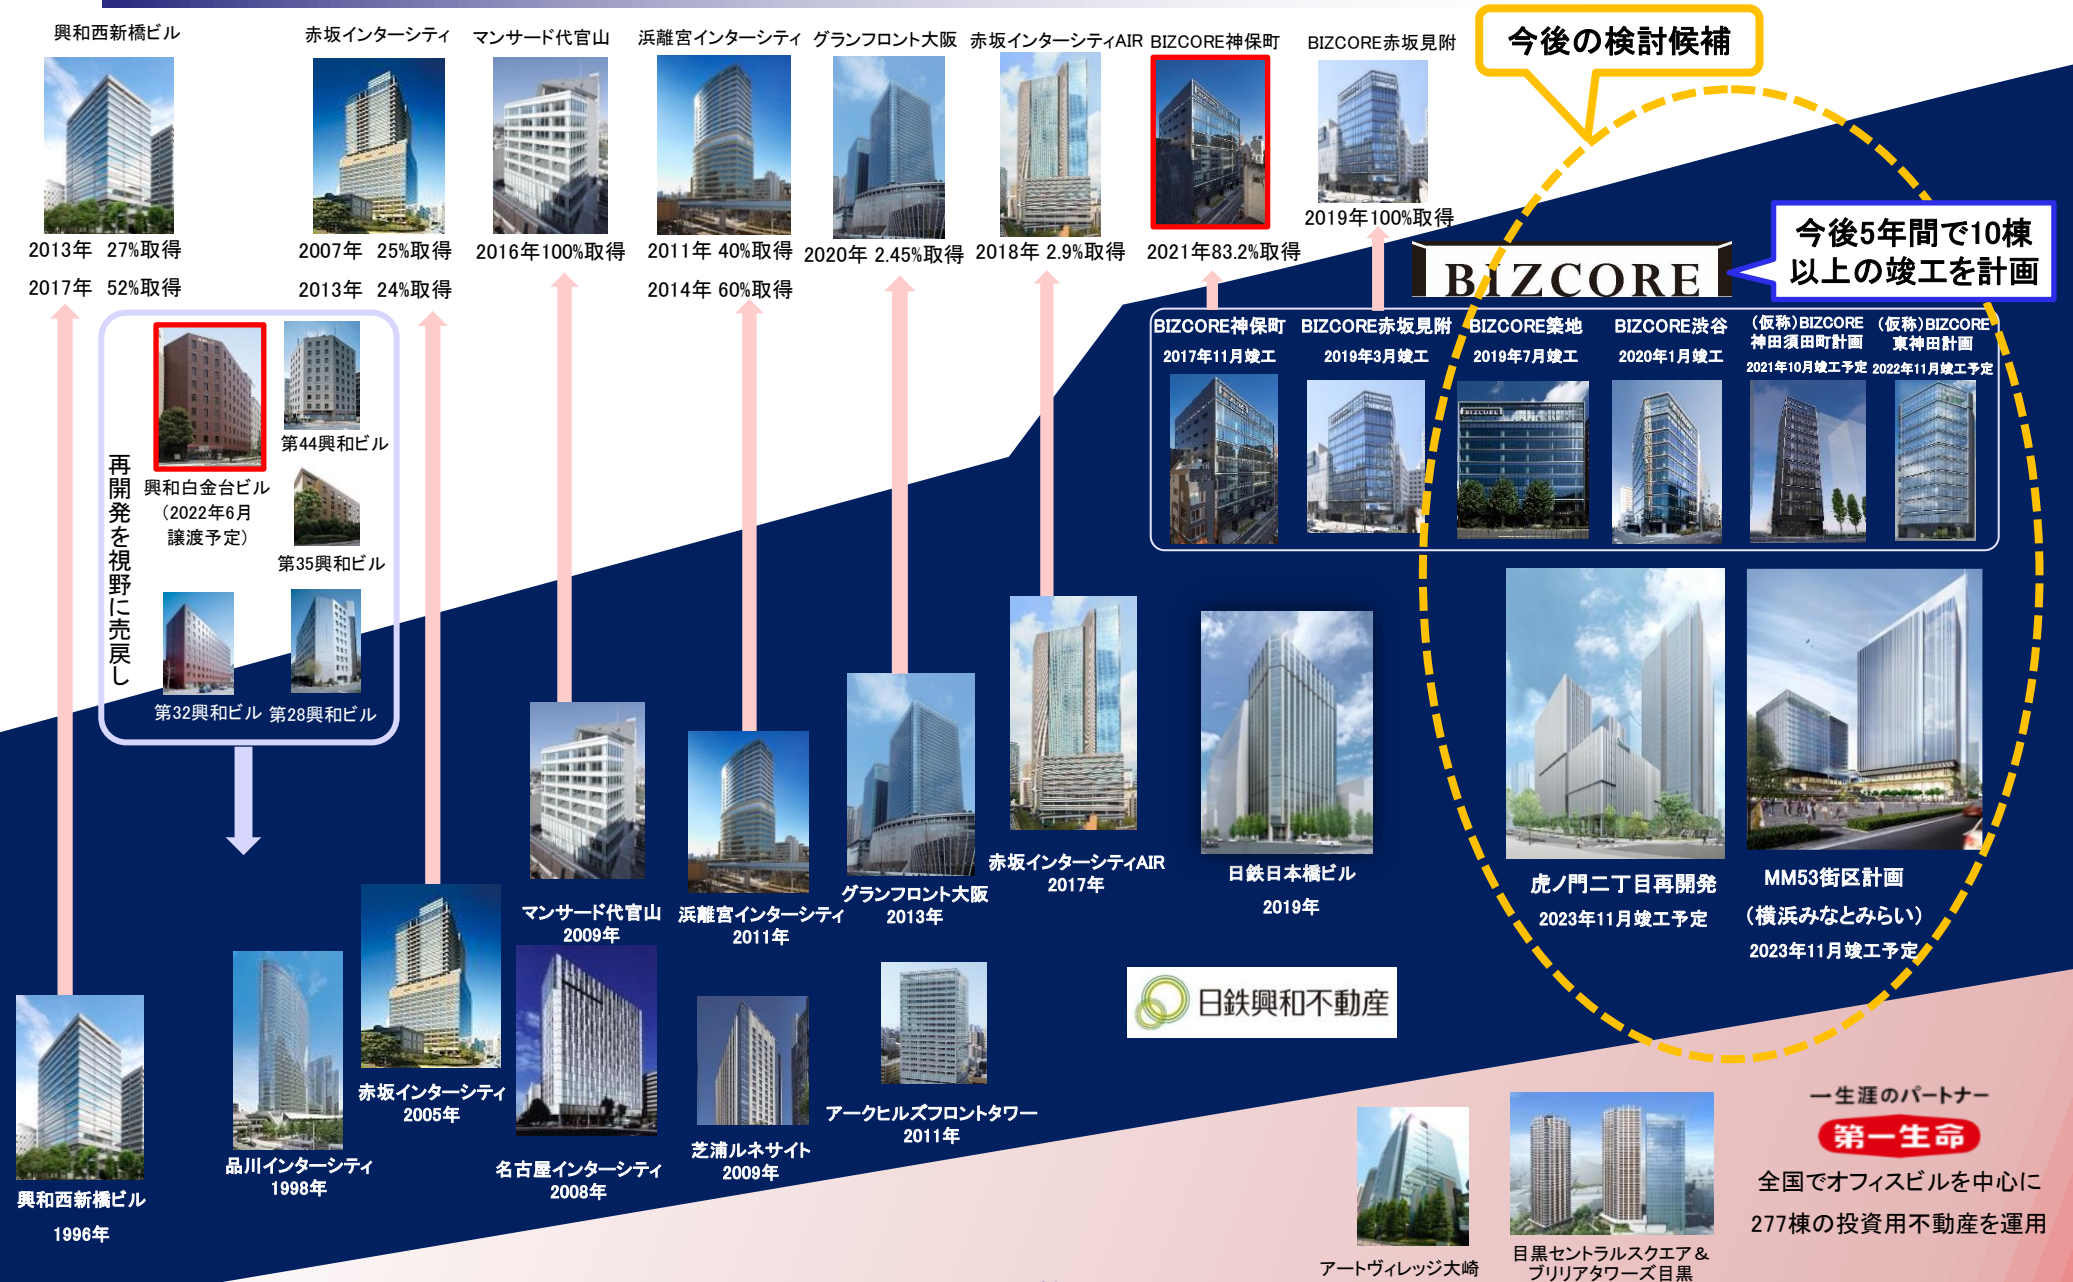 興和西新橋ビル
2013年 27%取得
2017年 52%取得
赤坂インターシティ
2007年 25%取得
2013年 24%取得
マンサード代官山
2016年100%取得
浜離宮インターシティ
2011年 40%取得
2014年 60%取得
グランフロント大阪
2020年 2.45%取得
赤坂インターシティAIR
2018年 2.9%取得
BIZCORE神保町
2021年83.2%取得
BIZCORE赤坂見附
2019年100%取得
今後の検討候補
BIZCORE
今後5年間で10棟
以上の竣工を計画
BIZCORE神保町
2017年11月竣工
BIZCORE赤坂見附
2019年3月竣工
BIZCORE築地
2019年7月竣工
BIZCORE
BIZCORE渋谷
2020年1月竣工
(仮称)BIZCORE
神田須田町計画
2021年10月竣工予定
(仮称)BIZCORE
東神田計画
2022年11月竣工予定
再開発を視野に売戻し
興和白金台ビル
(2022年6月
譲渡予定)
第44興和ビル
第35興和ビル
第32興和ビル
第28興和ビル
興和西新橋ビル
1996年
品川インターシティ
1998年
赤坂インターシティ
2005年
マンサード代官山
2009年
名古屋インターシティ
2008年
浜離宮インターシティ
2011年
芝浦ルネサイト
2009年
グランフロント大阪
2013年
アークヒルズフロントタワー
2011年
赤坂インターシティAIR
2017年
日鉄日本橋ビル
2019年
日鉄興和不動産
虎ノ門二丁目再開発
2023年11月竣工予定
MM53街区計画
(横浜みなとみらい)
2023年11月竣工予定
アートヴィレッジ大崎
目黒セントラルスクエア&
ブリリアタワーズ目黒
一生涯のパートナー
第一生命
全国でオフィスビルを中心に
277棟の投資用不動産を運用